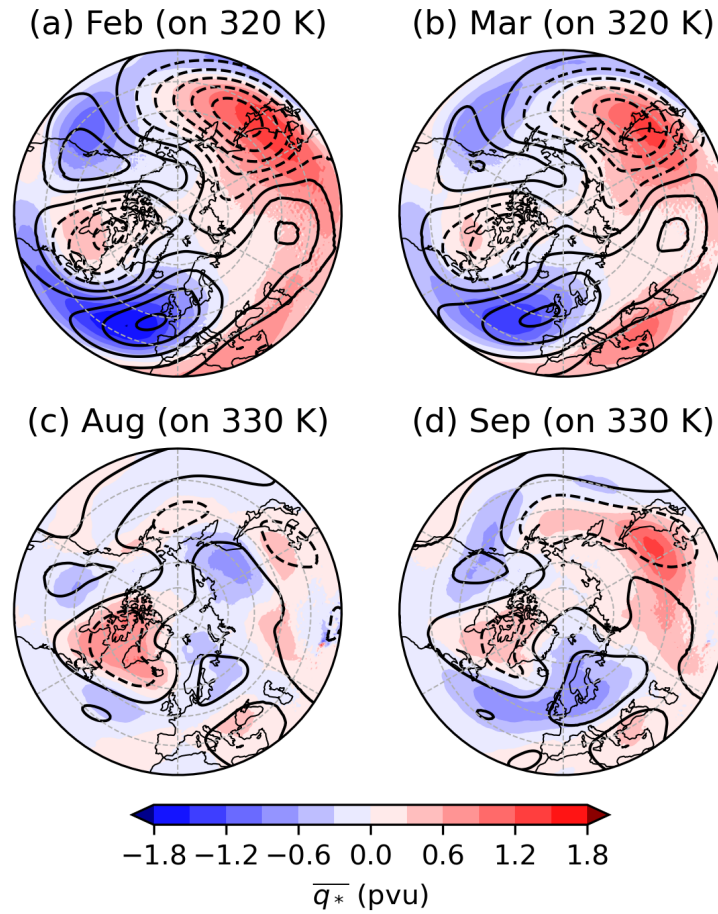 (a) Feb (on 320 K) (b) Mar (on 320 K)
(c) Aug (on 330 K) (d) Sep (on 330 K)
−1.8 −1.2 −0.6 0.0 0.6 1.2 1.8
$\overline{q_*}$ (pvu)